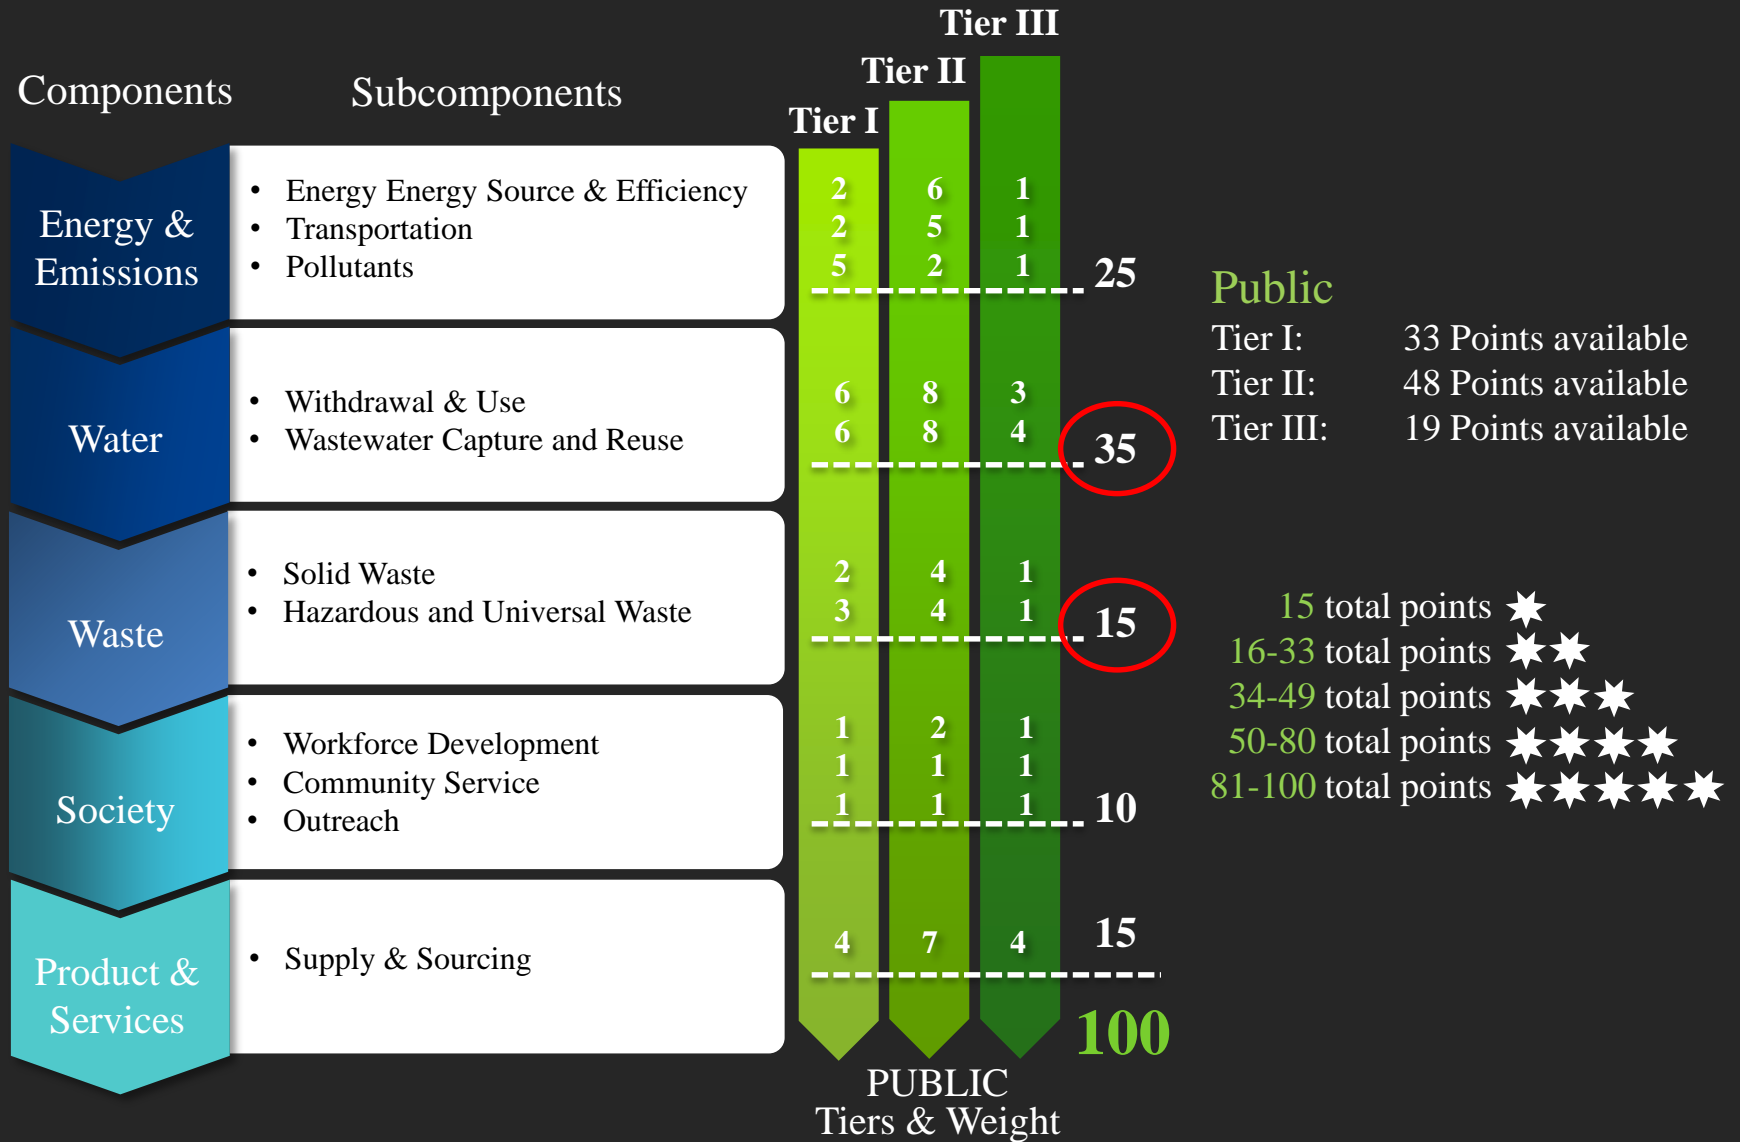 Tier III
Tier II
Tier I
Components
Subcomponents
Energy &
Emissions
• Energy Energy Source & Efficiency
• Transportation
• Pollutants
2 6 1
2 5 1
5 2 1
25
Water
• Withdrawal & Use
• Wastewater Capture and Reuse
6 8 3
6 8 4
35
Waste
• Solid Waste
• Hazardous and Universal Waste
2 4 1
3 4 1
15
Society
• Workforce Development
• Community Service
• Outreach
1 2 1
1 1 1
1 1 1
10
Product &
Services
• Supply & Sourcing
4 7 4
15
100
PUBLIC
Tiers & Weight
Public
Tier I: 33 Points available
Tier II: 48 Points available
Tier III: 19 Points available
15 total points
16-33 total points
34-49 total points
50-80 total points
81-100 total points